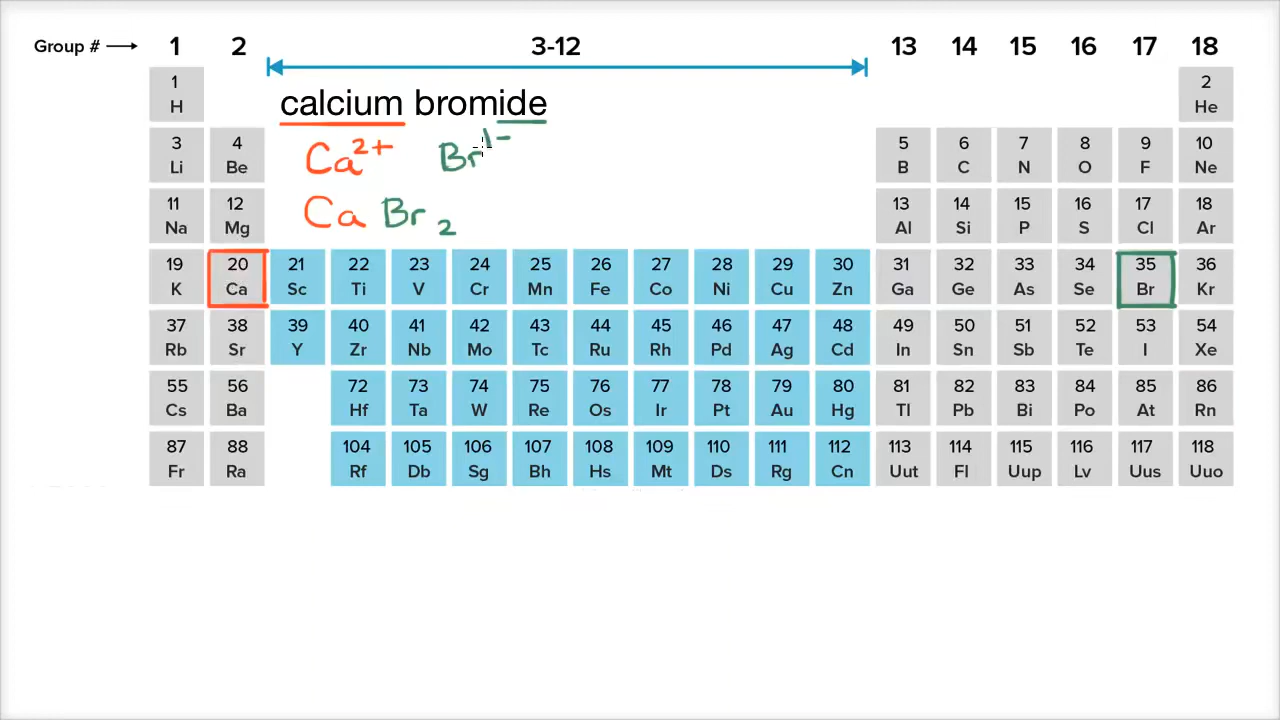 Group # → 1 2 3-12 13 14 15 16 17 18
1 2
H He
calcium bromide
Ca²⁺ Br¹⁻
3 4 5 6 7 8 9 10
Li Be B C N O F Ne
Ca Br₂
11 12 13 14 15 16 17 18
Na Mg Al Si P S Cl Ar
19 20 21 22 23 24 25 26 27 28 29 30 31 32 33 34 35 36
K Ca Sc Ti V Cr Mn Fe Co Ni Cu Zn Ga Ge As Se Br Kr
37 38 39 40 41 42 43 44 45 46 47 48 49 50 51 52 53 54
Rb Sr Y Zr Nb Mo Tc Ru Rh Pd Ag Cd In Sn Sb Te I Xe
55 56 72 73 74 75 76 77 78 79 80 81 82 83 84 85 86
Cs Ba Hf Ta W Re Os Ir Pt Au Hg Tl Pb Bi Po At Rn
87 88 104 105 106 107 108 109 110 111 112 113 114 115 116 117 118
Fr Ra Rf Db Sg Bh Hs Mt Ds Rg Cn Uut Fl Uup Lv Uus Uuo